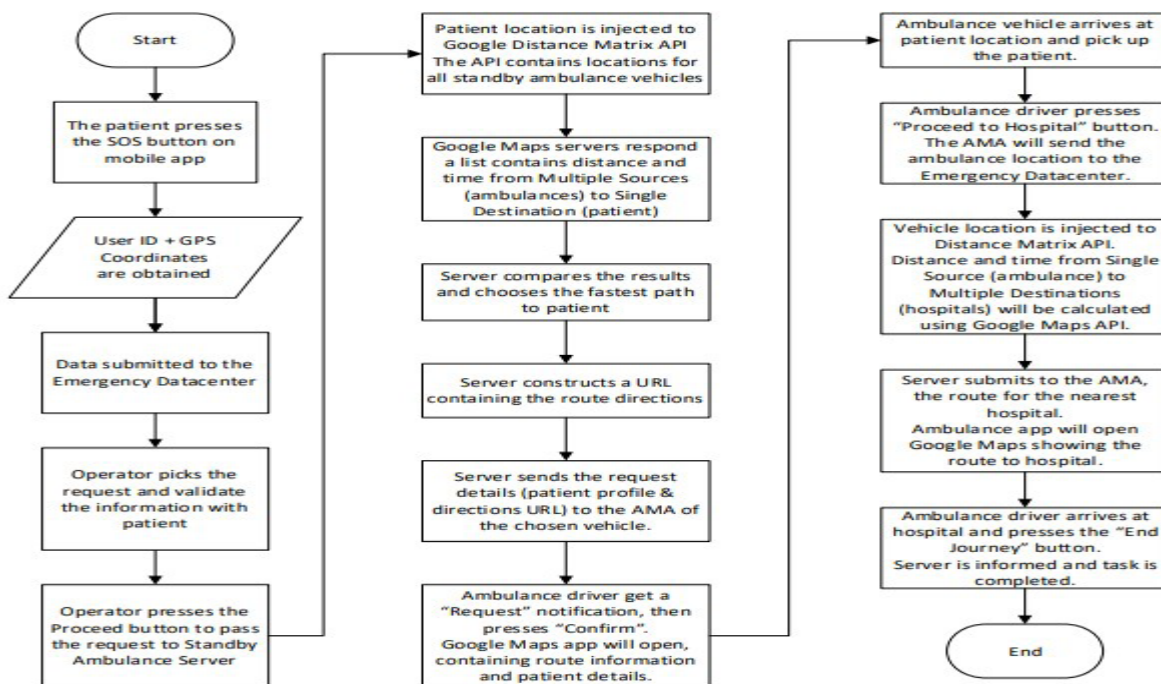 Start
The patient presses
the SOS button on
mobile app
User ID + GPS
Coordinates
are obtained
Data submitted to the
Emergency Datacenter
Operator picks the
request and validate
the information with
patient
Operator presses the
Proceed button to pass
the request to Standby
Ambulance Server
Patient location is injected to
Google Distance Matrix API
The API contains locations for
all standby ambulance vehicles
Google Maps servers respond
a list contains distance and
time from Multiple Sources
(ambulances) to Single
Destination (patient)
Server compares the results
and chooses the fastest path
to patient
Server constructs a URL
containing the route directions
Server sends the request
details (patient profile &
directions URL) to the AMA of
the chosen vehicle.
Ambulance driver get a
“Request” notification, then
presses “Confirm”.
Google Maps app will open,
containing route information
and patient details.
Ambulance vehicle arrives at
patient location and pick up
the patient.
Ambulance driver presses
“Proceed to Hospital” button.
The AMA will send the
ambulance location to the
Emergency Datacenter.
Vehicle location is injected to
Distance Matrix API.
Distance and time from Single
Source (ambulance) to
Multiple Destinations
(hospitals) will be calculated
using Google Maps API.
Server submits to the AMA,
the route for the nearest
hospital.
Ambulance app will open
Google Maps showing the
route to hospital.
Ambulance driver arrives at
hospital and presses the “End
Journey” button.
Server is informed and task is
completed.
End